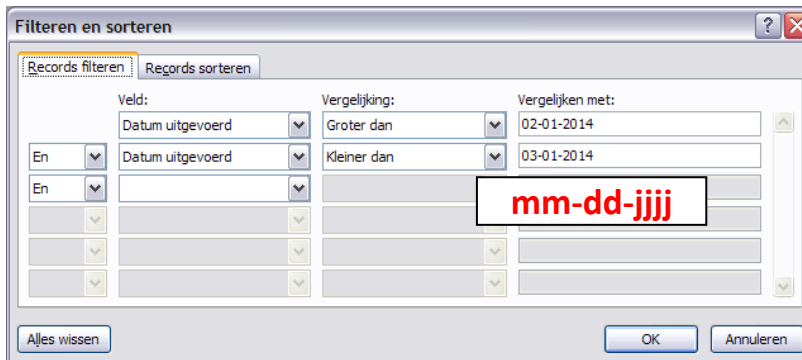 Filteren en sorteren
Records filteren Records sorteren
Veld: Vergelijking: Vergelijken met:
Datum uitgevoerd Groter dan 02-01-2014
En Datum uitgevoerd Kleiner dan 03-01-2014
En
mm-dd-jjjj
Alles wissen OK Annuleren